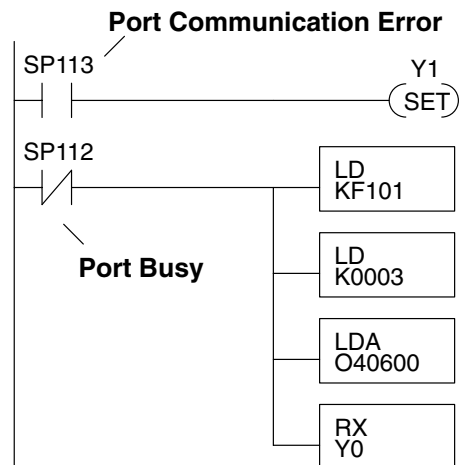 Port Communication Error
SP113
Y1
SET
SP112
Port Busy
LD
KF101
LD
K0003
LDA
O40600
RX
Y0